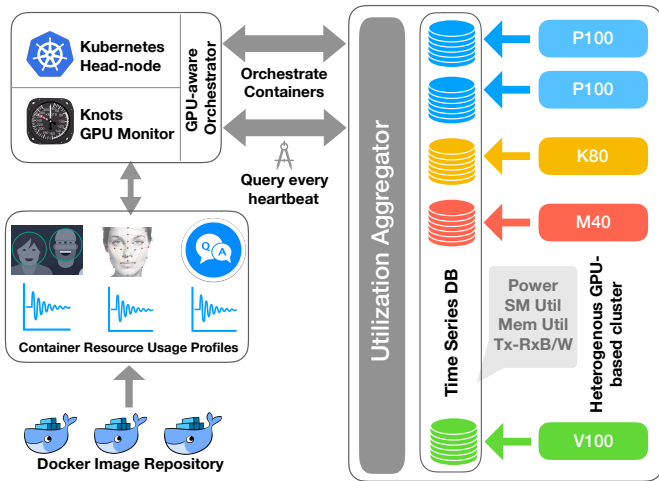 Kubernetes
Head-node
Knots
GPU Monitor
GPU-aware
Orchestrator
Orchestrate
Containers
Query every
heartbeat
Q
A
Container Resource Usage Profiles
Docker Image Repository
Utilization Aggregator
Time Series DB
P100
P100
K80
M40
Power
SM Util
Mem Util
Tx-RxB/W
Heterogenous GPU-
based cluster
V100